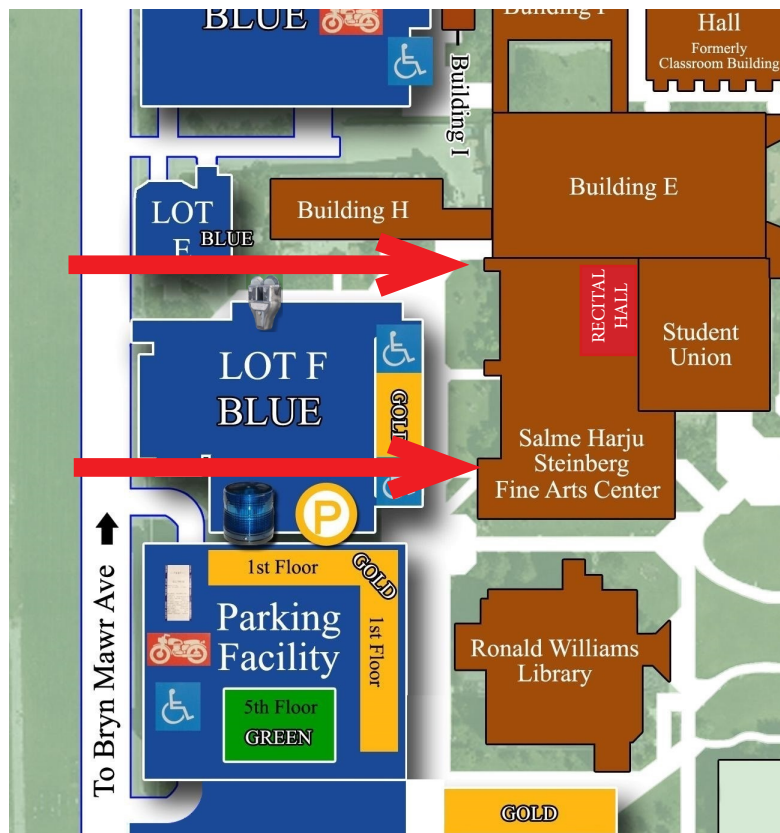 BLUE
Building I
Hall
Formerly
Classroom Building
Building E
Building H
LOT
E
BLUE
RECITAL
HALL
Student
Union
LOT F
BLUE
GOLD
Salme Harju
Steinberg
Fine Arts Center
P
1st Floor
GOLD
1st Floor
Parking
Facility
5th Floor
GREEN
Ronald Williams
Library
To Bryn Mawr Ave
GOLD